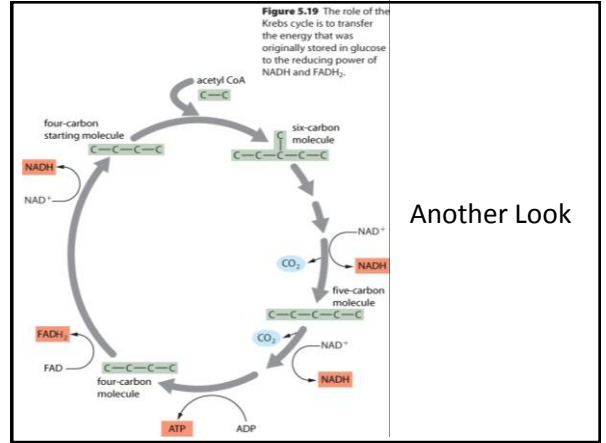 Figure 5.19 The role of the
Krebs cycle is to transfer
the energy that was
originally stored in glucose
to the reducing power of
NADH and FADH₂.
acetyl CoA
C—C
four-carbon
starting molecule
C—C—C—C
six-carbon
molecule
C
C—C—C—C—C
NADH
NAD⁺
NAD⁺
CO₂
NADH
five-carbon
molecule
C—C—C—C—C
CO₂
NAD⁺
NADH
FADH₂
FAD
C—C—C—C
four-carbon
molecule
ATP
ADP
Another Look